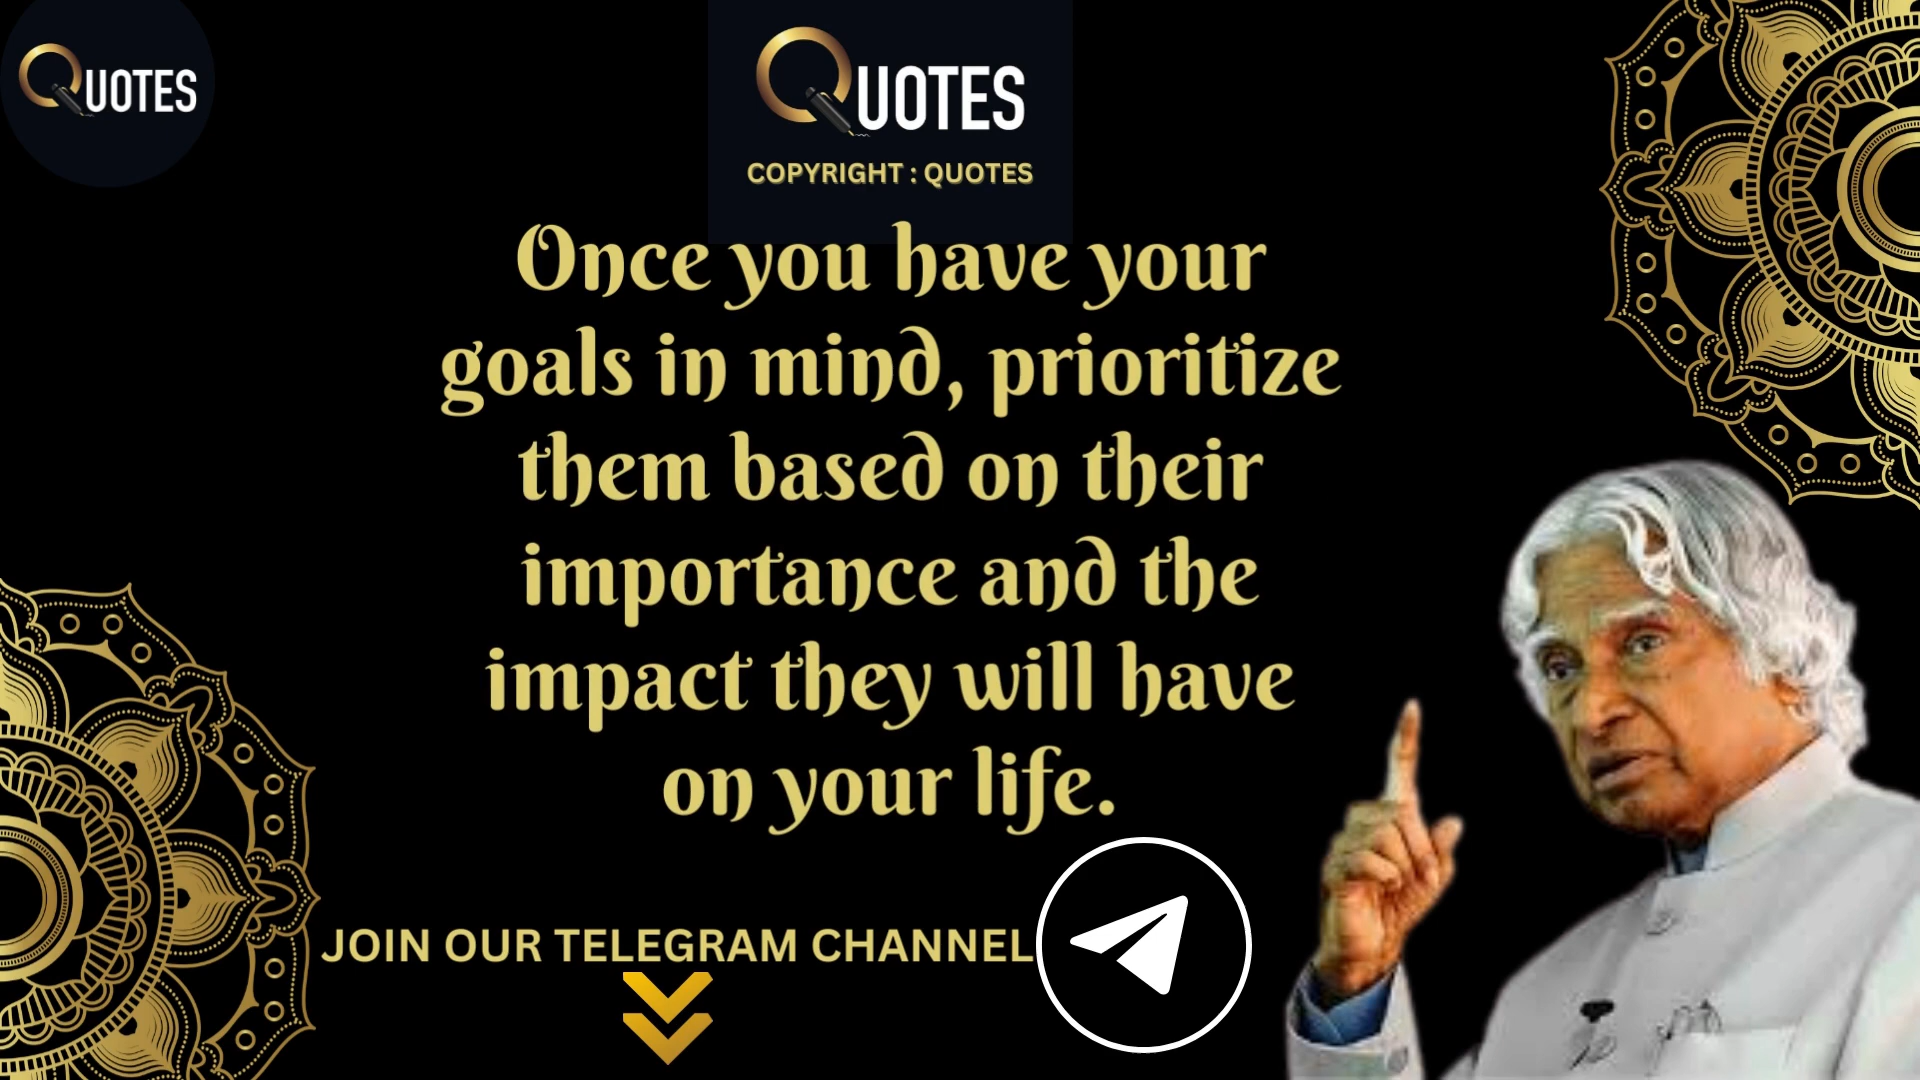 QUOTES
QUOTES
COPYRIGHT : QUOTES
Once you have your
goals in mind, prioritize
them based on their
importance and the
impact they will have
on your life.
JOIN OUR TELEGRAM CHANNEL